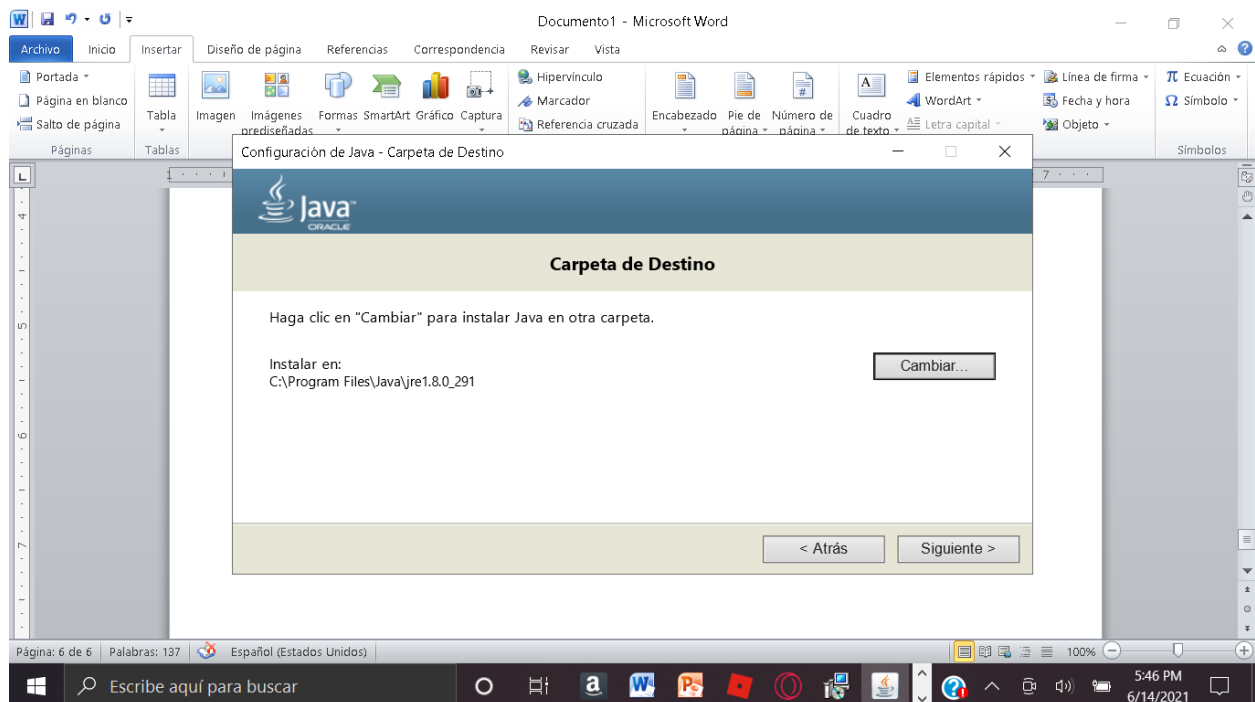 Documento1 - Microsoft Word
Archivo Inicio Insertar Diseño de página Referencias Correspondencia Revisar Vista
Portada
Página en blanco
Salto de página
Páginas
Tabla
Tablas
Imagen
Imágenes prediseñadas
Formas
SmartArt
Gráfico
Captura
Hipervínculo
Marcador
Referencia cruzada
Encabezado
Pie de página
Número de página
Cuadro de texto
Elementos rápidos
WordArt
Letra capital
Línea de firma
Fecha y hora
Objeto
π Ecuación
Ω Símbolo
Símbolos
Configuración de Java - Carpeta de Destino
Java™
ORACLE
Carpeta de Destino
Haga clic en "Cambiar" para instalar Java en otra carpeta.
Instalar en:
C:\Program Files\Java\jre1.8.0_291
Cambiar...
< Atrás
Siguiente >
Página: 6 de 6 Palabras: 137 Español (Estados Unidos) 100%
Escribe aquí para buscar
5:46 PM
6/14/2021